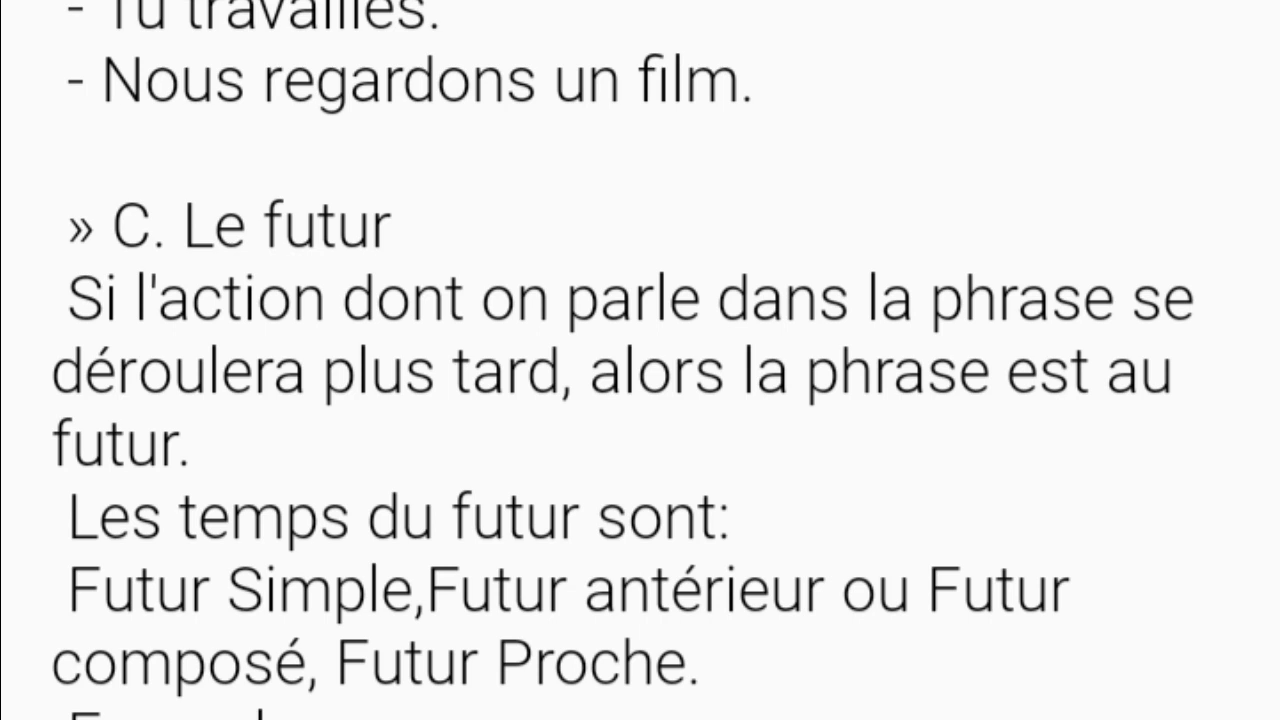 - Tu travailles.
- Nous regardons un film.
» C. Le futur
Si l'action dont on parle dans la phrase se
déroulera plus tard, alors la phrase est au
futur.
Les temps du futur sont:
Futur Simple,Futur antérieur ou Futur
composé, Futur Proche.